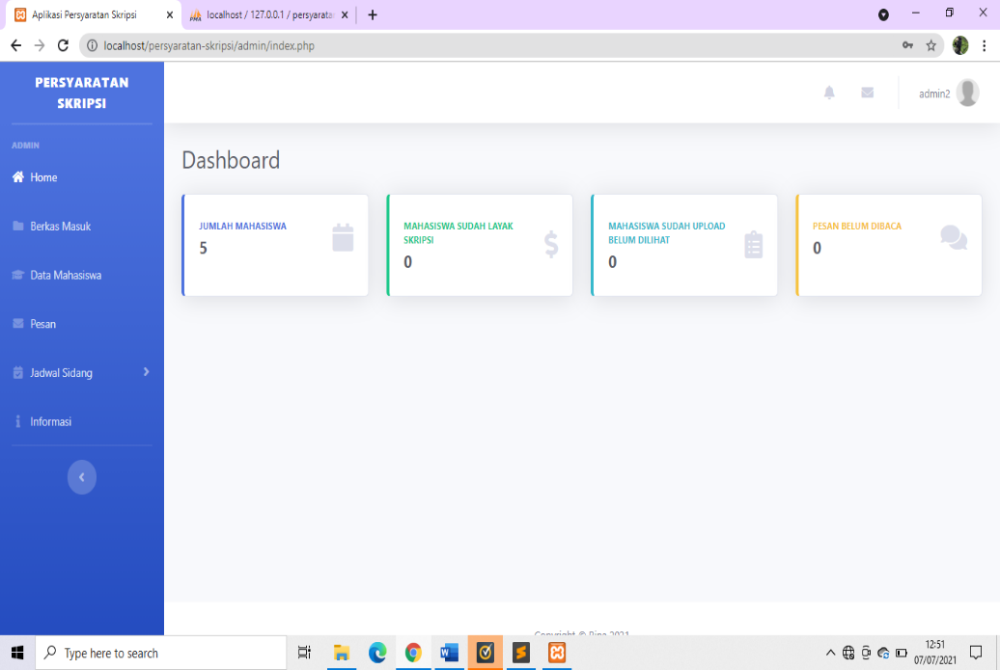 Aplikasi Persyaratan Skripsi
localhost / 127.0.0.1 / persyarata
localhost/persyaratan-skripsi/admin/index.php
PERSYARATAN
SKRIPSI
ADMIN
Home
Berkas Masuk
Data Mahasiswa
Pesan
Jadwal Sidang
Informasi
admin2
Dashboard
JUMLAH MAHASISWA
5
MAHASISWA SUDAH LAYAK
SKRIPSI
0
MAHASISWA SUDAH UPLOAD
BELUM DILIHAT
0
PESAN BELUM DIBACA
0
Copyright © 2021
Type here to search
12:51
07/07/2021